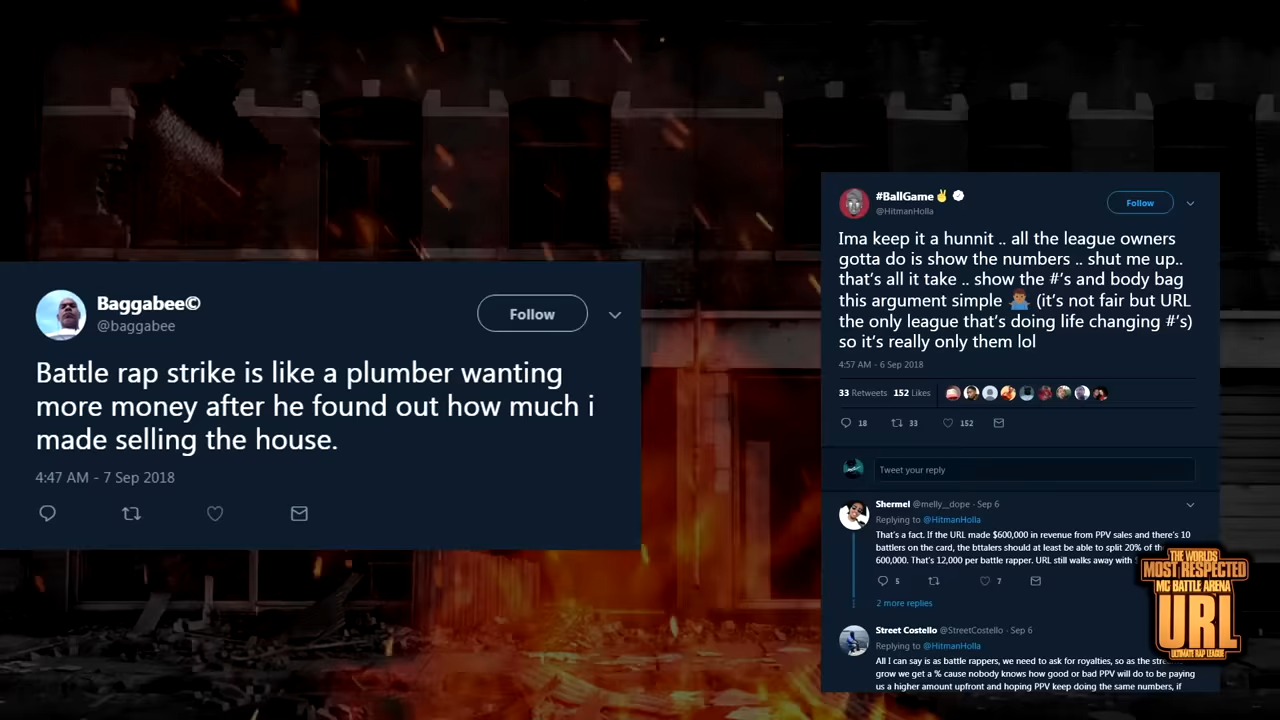 Baggabee©
@baggabee
Follow
Battle rap strike is like a plumber wanting
more money after he found out how much i
made selling the house.
4:47 AM - 7 Sep 2018
#BallGame✌
@HitmanHolla
Follow
Ima keep it a hunnit .. all the league owners
gotta do is show the numbers .. shut me up..
that's all it take .. show the #'s and body bag
this argument simple 🤷🏾‍♂️ (it's not fair but URL
the only league that's doing life changing #'s)
so it's really only them lol
4:57 AM - 6 Sep 2018
33 Retweets 152 Likes
18 33 152
Tweet your reply
Shermel @melly__dope · Sep 6
Replying to @HitmanHolla
That's a fact. If the URL made $600,000 in revenue from PPV sales and there's 10
battlers on the card, the bttalers should at least be able to split 20% of
600,000. That's 12,000 per battle rapper. URL still walks away with
5 7
2 more replies
Street Costello @StreetCostello · Sep 6
Replying to @HitmanHolla
All I can say is as battle rappers, we need to ask for royalties, so as the
grow we get a % cause nobody knows how good or bad PPV will do to be paying
us a higher amount upfront and hoping PPV keep doing the same numbers, if
THE WORLDS
MOST RESPECTED
MC BATTLE ARENA
URL
ULTIMATE RAP LEAGUE